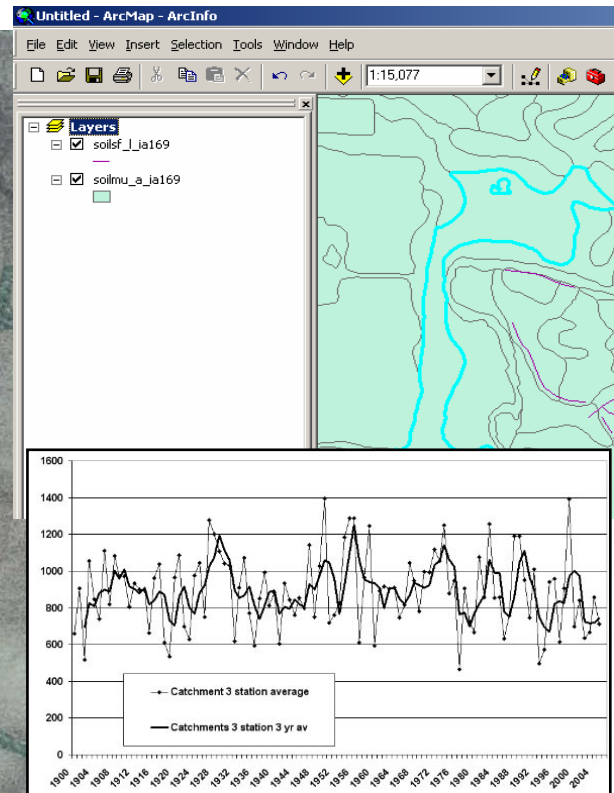 Untitled - ArcMap - ArcInfo
File Edit View Insert Selection Tools Window Help
1:15,077
Layers
soilsf_l_ia169
soilmu_a_ia169
1600
1400
1200
1000
800
600
400
200
0
Catchment 3 station average
Catchments 3 station 3 yr av
1900 1904 1908 1912 1916 1920 1924 1928 1932 1936 1940 1944 1948 1952 1956 1960 1964 1968 1972 1976 1980 1984 1988 1992 1996 2000 2004